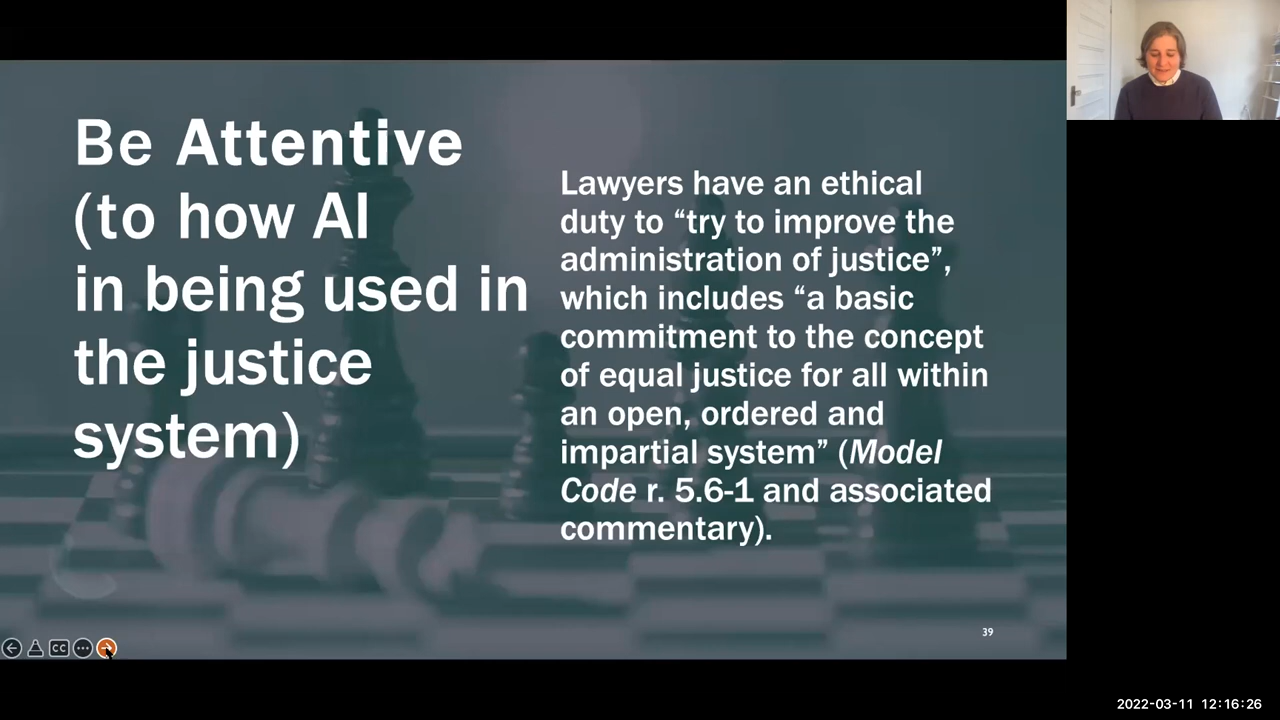 Be Attentive
(to how AI
in being used in
the justice
system)
Lawyers have an ethical
duty to “try to improve the
administration of justice”,
which includes “a basic
commitment to the concept
of equal justice for all within
an open, ordered and
impartial system” (Model
Code r. 5.6-1 and associated
commentary).
39
CC
2022-03-11 12:16:26